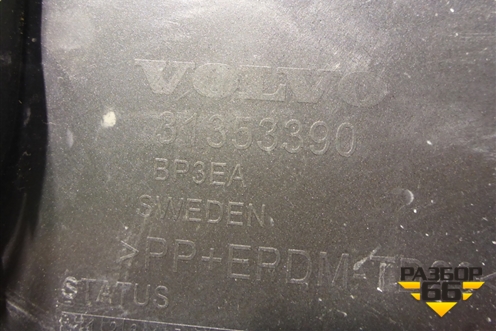 VOLVO
31353390
BP3EA
SWEDEN
>PP+EPDM-
STATUS
РАЗБОР
66